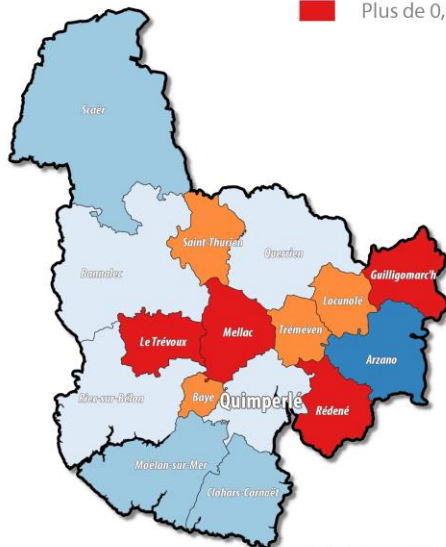 Plus de 0,
Scaër
Saint-Thurien
Querrien
Bannalec
Guilligomarc'h
Locunolé
Le Trévoux
Mellac
Tréméven
Arzano
Riec-sur-Bélon
Baye
Quimperlé
Rédené
Moëlan-sur-Mer
Clohars-Carnoët